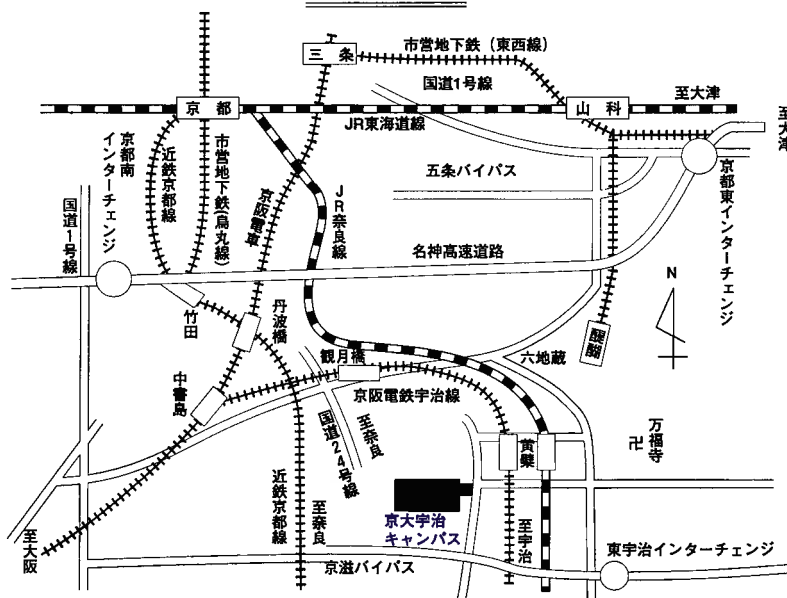 市営地下鉄（東西線）
三 条
国道1号線
京 都
山 科
至大津
至大津
JR東海道線
京都南
インターチェンジ
近鉄京都線
市営地下鉄(烏丸線)
京阪電車
JR奈良線
五条バイパス
京都東インターチェンジ
国道1号線
名神高速道路
N
竹田
丹波橋
醍醐
観月橋
六地蔵
中書島
京阪電鉄宇治線
国道24号線
至奈良
黄檗
卍
万福寺
近鉄京都線
至奈良
京大宇治
キャンパス
至宇治
至大阪
京滋バイパス
東宇治インターチェンジ